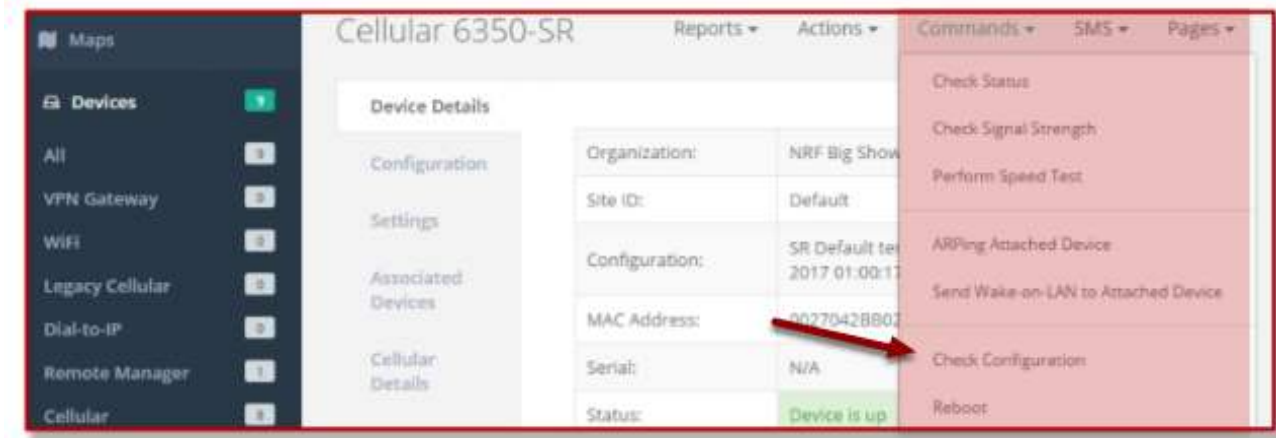 Maps
Cellular 6350-SR
Reports
Actions
Commands
SMS
Pages
Devices
All
VPN Gateway
WiFi
Legacy Cellular
Dial-to-IP
Remote Manager
1
Cellular
Device Details
Configuration
Settings
Associated
Devices
Cellular
Details
Organization:
NRF Big Show
Site ID:
Default
Configuration:
SR Default
2017 01:00:17
MAC Address:
0027042BB02
Serial:
N/A
Status:
Device is up
Check Status
Check Signal Strength
Perform Speed Test
ARPing Attached Device
Send Wake-on-LAN to Attached Device
Check Configuration
Reboot